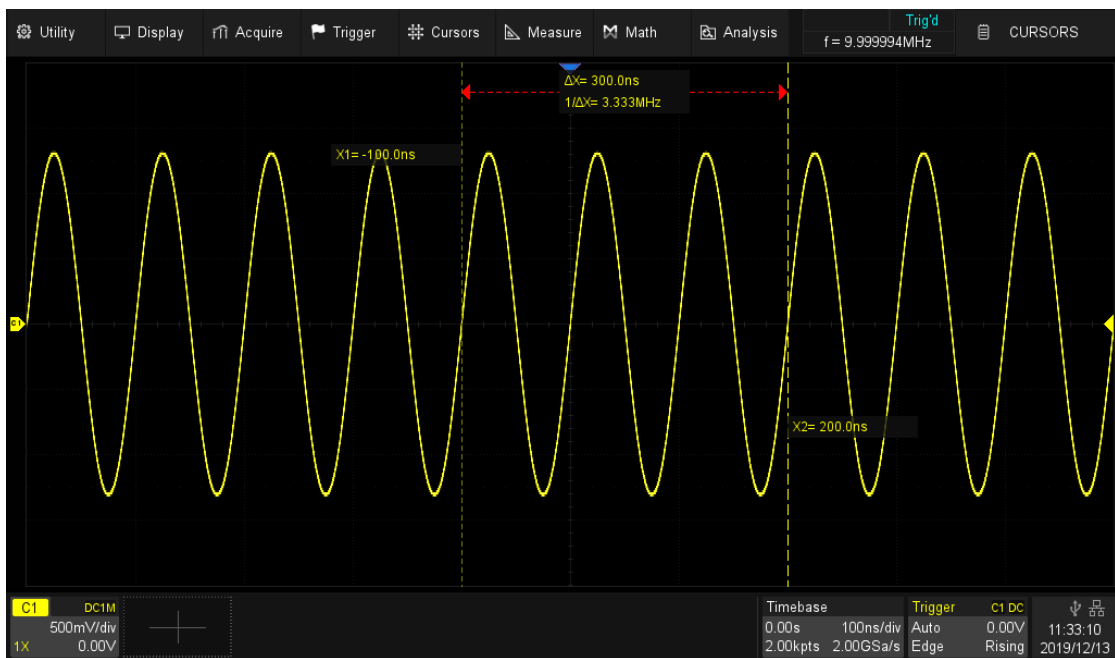 Utility Display Acquire Trigger Cursors Measure Math Analysis
Trig'd
f = 9.999994MHz
CURSORS
ΔX= 300.0ns
1/ΔX= 3.333MHz
X1= -100.0ns
C1
X2= 200.0ns
C1 DC1M
500mV/div
1X 0.00V
Timebase
0.00s 100ns/div
2.00kpts 2.00GSa/s
Trigger C1 DC
Auto 0.00V
Edge Rising
11:33:10
2019/12/13